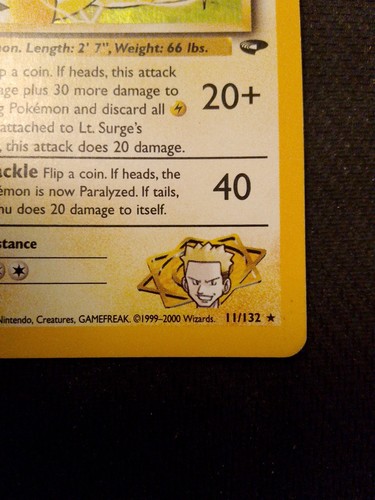 on. Length: 2' 7", Weight: 66 lbs.
p a coin. If heads, this attack
age plus 30 more damage to
g Pokémon and discard all
attached to Lt. Surge's
, this attack does 20 damage.
20+
ackle Flip a coin. If heads, the
émon is now Paralyzed. If tails,
hu does 20 damage to itself.
40
stance
Nintendo, Creatures, GAMEFREAK. ©1999–2000 Wizards. 11/132 ★